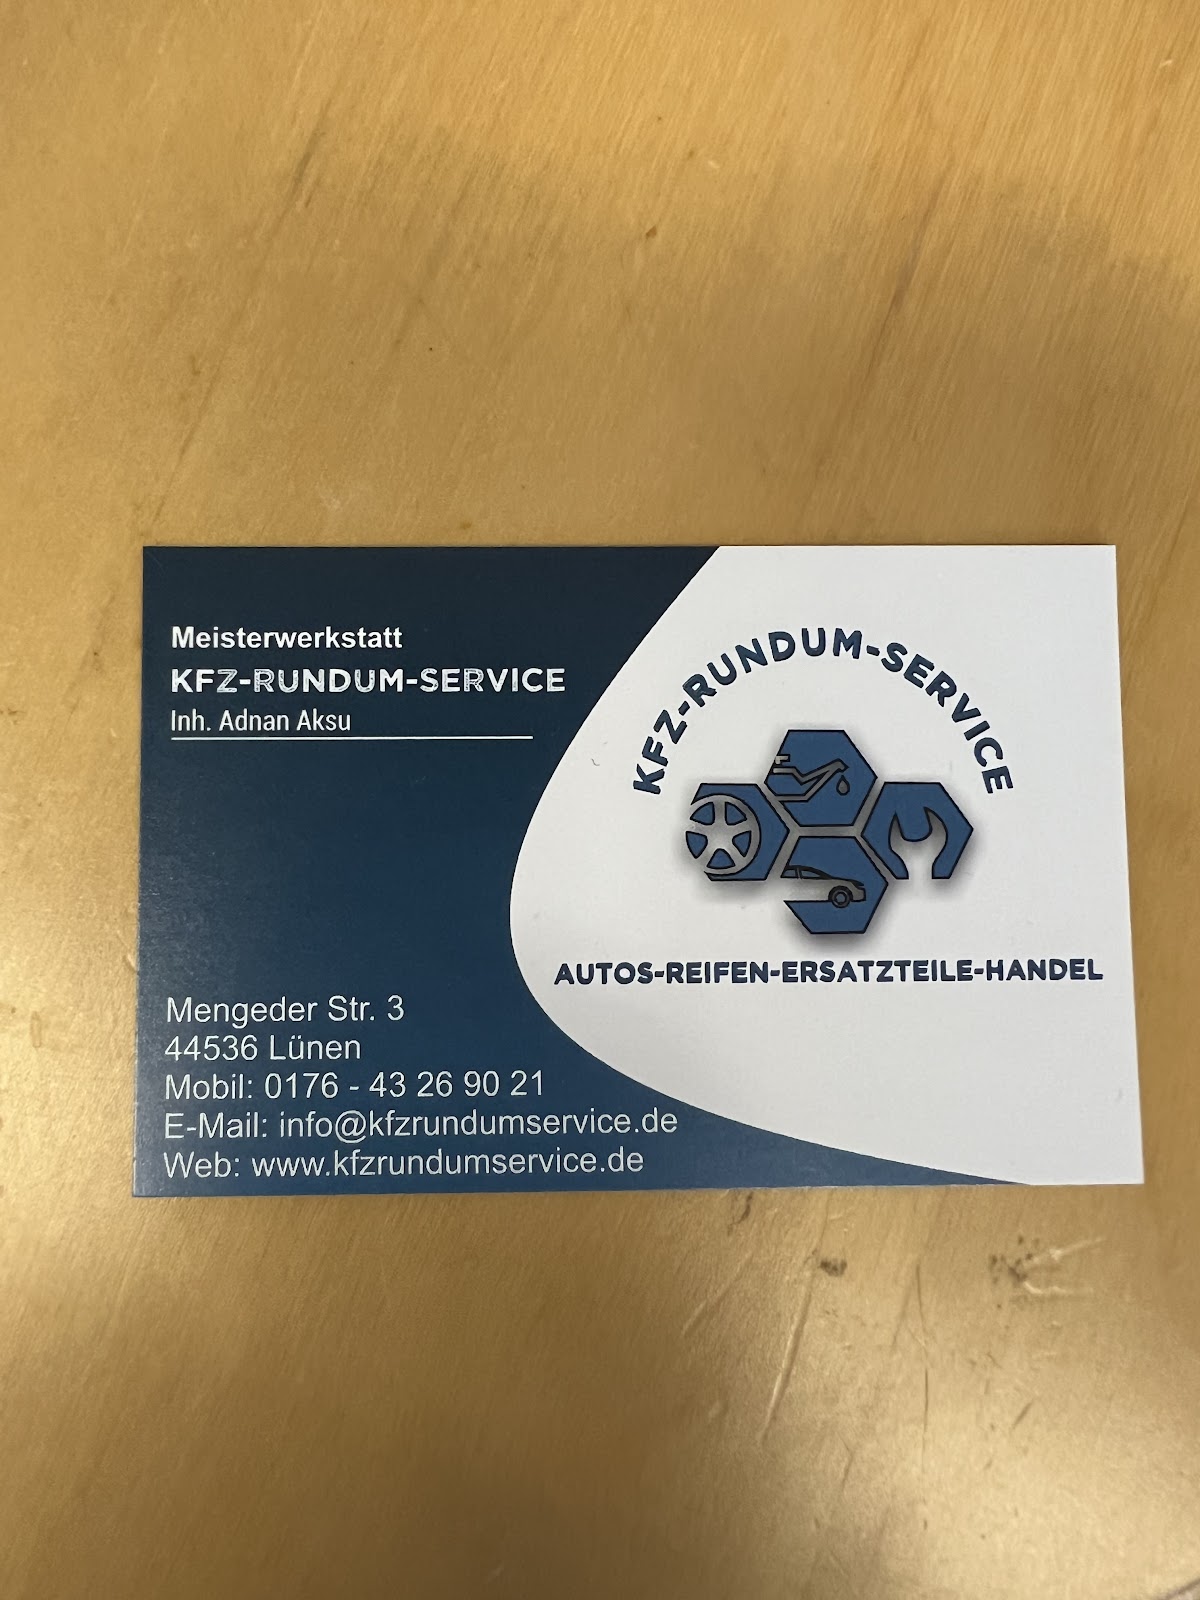 Meisterwerkstatt
KFZ-RUNDUM-SERVICE
Inh. Adnan Aksu
KFZ-RUNDUM-SERVICE
AUTOS-REIFEN-ERSATZTEILE-HANDEL
Mengeder Str. 3
44536 Lünen
Mobil: 0176 - 43 26 90 21
E-Mail: info@kfzrundumservice.de
Web: www.kfzrundumservice.de